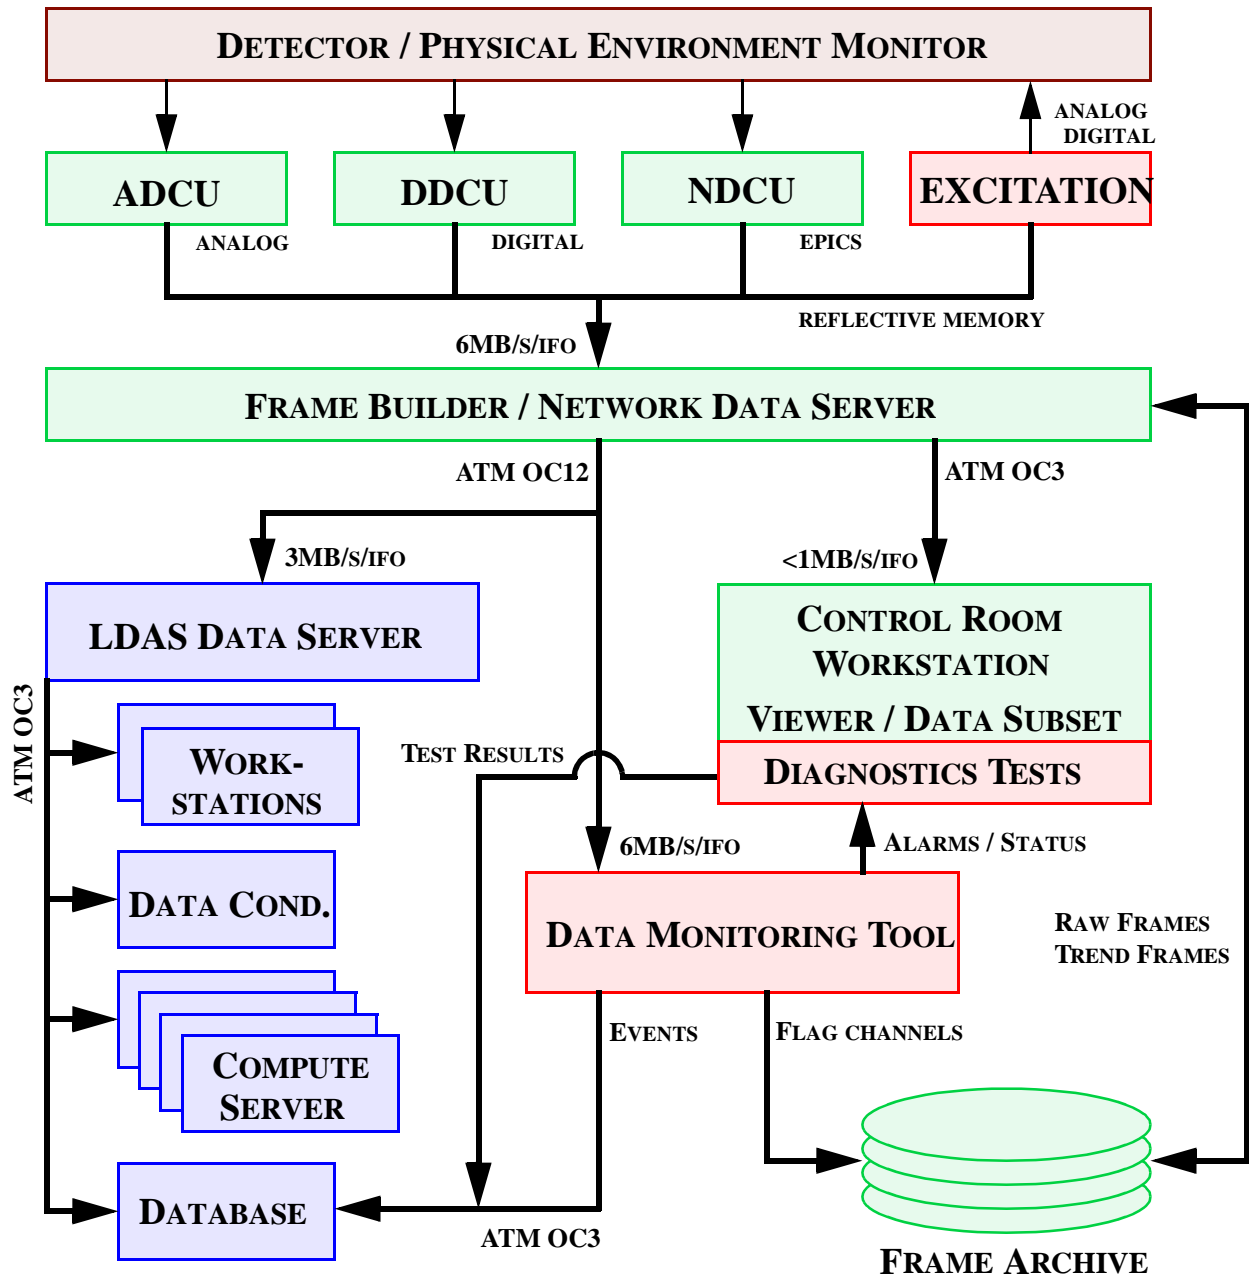 DETECTOR / PHYSICAL ENVIRONMENT MONITOR
ANALOG
DIGITAL
ADCU
DDCU
NDCU
EXCITATION
ANALOG
DIGITAL
EPICS
REFLECTIVE MEMORY
6MB/S/IFO
FRAME BUILDER / NETWORK DATA SERVER
ATM OC12
ATM OC3
3MB/S/IFO
<1MB/S/IFO
LDAS DATA SERVER
CONTROL ROOM
WORKSTATION
VIEWER / DATA SUBSET
DIAGNOSTICS TESTS
ATM OC3
WORK-
STATIONS
TEST RESULTS
6MB/S/IFO
ALARMS / STATUS
DATA COND.
DATA MONITORING TOOL
RAW FRAMES
TREND FRAMES
EVENTS
FLAG CHANNELS
COMPUTE
SERVER
DATABASE
ATM OC3
FRAME ARCHIVE